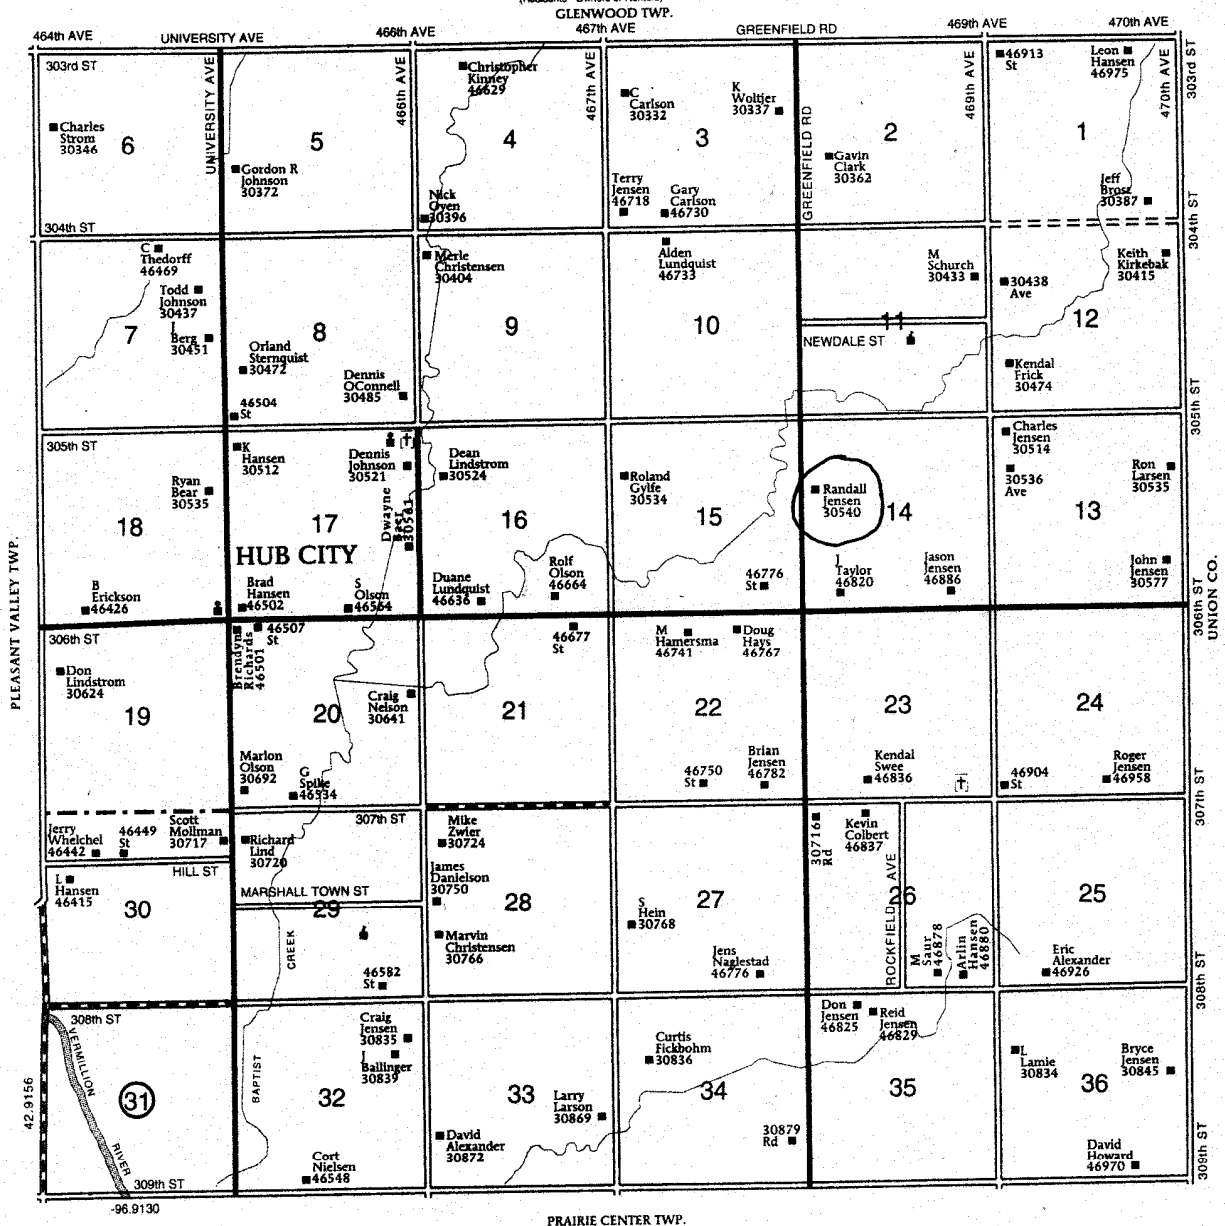 GLENWOOD TWP.
464th AVE
UNIVERSITY AVE
466th AVE
467th AVE
GREENFIELD RD
469th AVE
470th AVE
303rd ST
UNIVERSITY AVE
466th AVE
467th AVE
GREENFIELD RD
469th AVE
470th AVE
303rd ST
Charles
Strom
30346
6
5
Gordon R
Johnson
30372
Christopher
Kinney
46629
4
Nick
Oyen
30396
C
Carlson
30332
K
Woltjer
30337
3
Terry
Jensen
46718
Gary
Carlson
46730
2
Gavin
Clark
30362
46913
St
Leon
Hansen
46975
1
Jeff
Brost
30387
304th ST
304th ST
C
Thedorff
46469
Todd
Johnson
30437
J
Berg
30451
7
8
Orland
Sternquist
30472
Dennis
OConnell
30485
46504
St
Merle
Christensen
30404
9
Alden
Lundquist
46733
10
M
Schurch
30433
11
NEWDALE ST
30438
Ave
Keith
Kirkebak
30415
12
Kendal
Frick
30474
305th ST
305th ST
Ryan
Bear
30535
18
B
Erickson
46426
K
Hansen
30512
Dennis
Johnson
30521
17
HUB CITY
Brad
Hansen
46502
S
Olson
46564
Dean
Lindstrom
30524
16
Duane
Lundquist
46636
Rolf
Olson
46664
Roland
Gylfe
30534
15
46776
St
Randall
Jensen
30540
14
J
Taylor
46820
Jason
Jensen
46886
Charles
Jensen
30514
30536
Ave
Ron
Larsen
30535
13
John
Jensen
30577
PLEASANT VALLEY TWP.
UNION CO.
306th ST
306th ST
Don
Lindstrom
30624
19
Brendyn
Richards
46501
46507
St
20
Craig
Nelson
30641
Marlon
Olson
30692
G
Spike
46534
46677
St
21
M
Hamersma
46741
Doug
Hays
46767
22
46750
St
Brian
Jensen
46782
23
Kendal
Swee
46836
24
46904
St
Roger
Jensen
46958
307th ST
307th ST
Jerry
Whelchel
46442
46449
St
Scott
Mollman
30717
HILL ST
L
Hansen
46415
30
Richard
Lind
30720
MARSHALL TOWN ST
29
CREEK
46582
St
Mike
Zwier
30724
James
Danielson
30750
28
Marvin
Christensen
30766
27
S
Hein
30768
Jens
Naglestad
46776
30716
Rd
Kevin
Colbert
46837
ROCKFIELD AVE
26
M
Saur
46878
Arlin
Hansen
46880
25
Eric
Alexander
46926
308th ST
308th ST
VERMILLION
RIVER
31
42.9156
-96.9130
BAPTIST
Craig
Jensen
30835
J
Ballinger
30839
32
Cort
Nielsen
46548
33
Larry
Larson
30869
David
Alexander
30872
Curtis
Fickbohm
30836
34
30879
Rd
Don
Jensen
46825
Reid
Jensen
46829
35
L
Lamie
30834
Bryce
Jensen
30845
36
David
Howard
46970
309th ST
309th ST
PRAIRIE CENTER TWP.